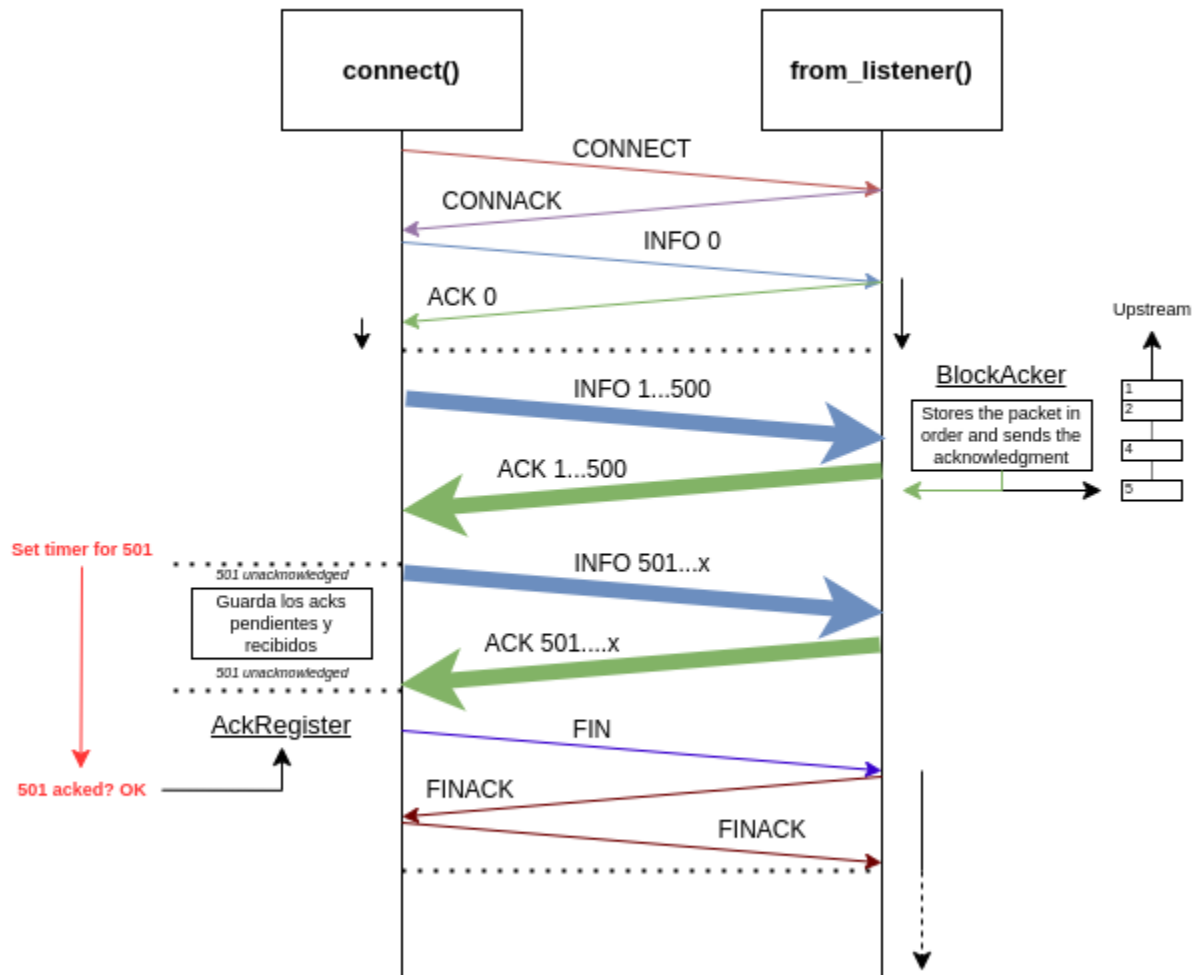 connect()
from_listener()
CONNECT
CONNACK
INFO 0
ACK 0
Upstream
INFO 1...500
BlockAcker
1
2
Stores the packet in
order and sends the
acknowledgment
4
ACK 1...500
5
Set timer for 501
INFO 501...x
501 unacknowledged
Guarda los acks
pendientes y
recibidos
ACK 501....x
501 unacknowledged
AckRegister
FIN
501 acked? OK
FINACK
FINACK